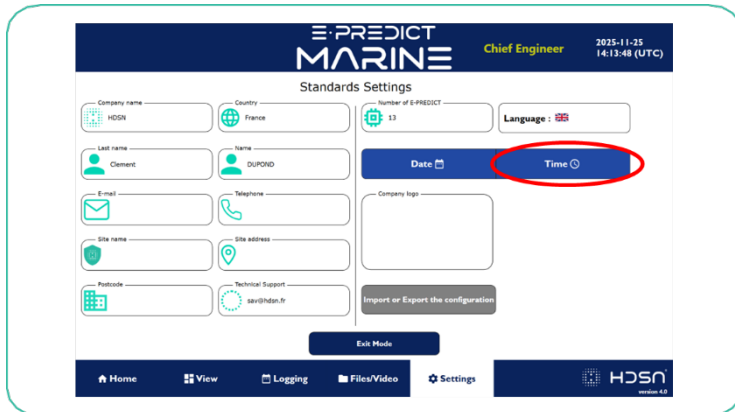 E·PREDICT
MARINE
Chief Engineer
2025-11-25
14:13:48 (UTC)
Standards Settings
Company name
HDSN
Country
France
Number of E-PREDICT
13
Language :
Last name
Clement
Name
DUPOND
Date
Time
E-mail
Telephone
Company logo
Site name
Site address
Postcode
Technical Support
sav@hdsn.fr
Import or Export the configuration
Exit Mode
Home
View
Logging
Files/Video
Settings
HDSN
version 4.0